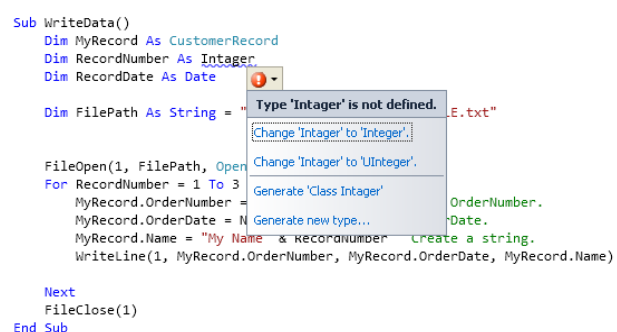 Sub WriteData()
Dim MyRecord As CustomerRecord
Dim RecordNumber As Intager
Dim RecordDate As Date
Type 'Intager' is not defined.
Dim FilePath As String = " E.txt"
Change 'Intager' to 'Integer'.
Change 'Intager' to 'UInteger'.
FileOpen(1, FilePath, Open
For RecordNumber = 1 To 3
Generate 'Class Intager'
MyRecord.OrderNumber = OrderNumber.
MyRecord.OrderDate = N Date.
Generate new type...
MyRecord.Name = "My Name" & RecordNumber ' Create a string.
WriteLine(1, MyRecord.OrderNumber, MyRecord.OrderDate, MyRecord.Name)
Next
FileClose(1)
End Sub